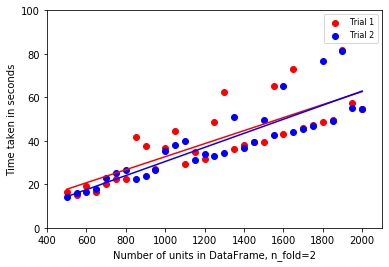 100
80
60
40
20
0
Time taken in seconds
Trial 1
Trial 2
400 600 800 1000 1200 1400 1600 1800 2000
Number of units in DataFrame, n_fold=2